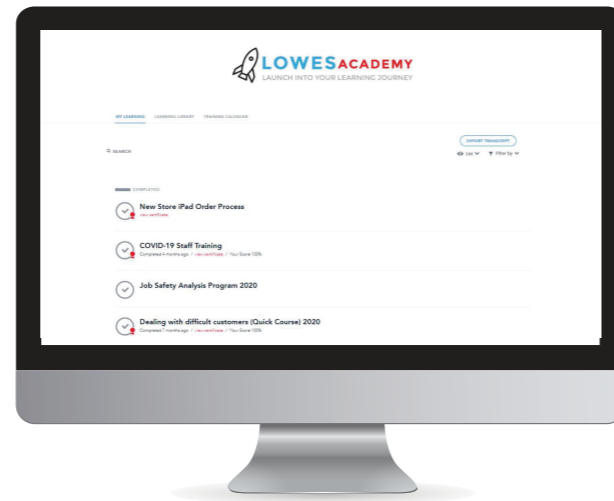 LOWES ACADEMY
LAUNCH INTO YOUR LEARNING JOURNEY
MY LEARNING LEARNING LIBRARY TRAINING CALENDAR
EXPORT TRANSCRIPT
SEARCH
List Filter by
COMPLETED
New Store iPad Order Process
view certificate
COVID-19 Staff Training
Completed 4 months ago / view certificate / Your Score 100%
Job Safety Analysis Program 2020
Dealing with difficult customers (Quick Course) 2020
Completed 7 months ago / view certificate / Your Score 100%